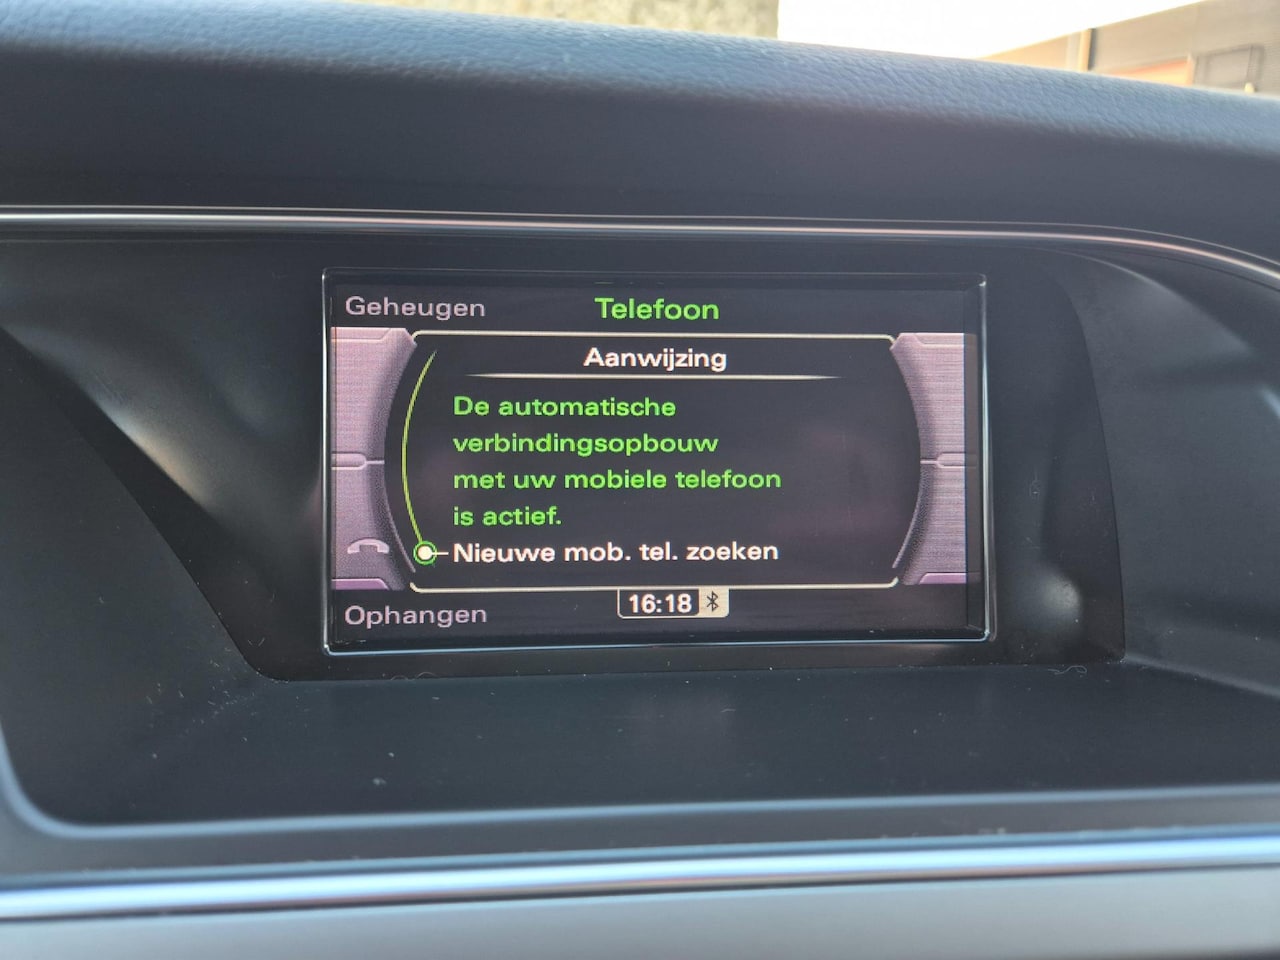 Geheugen
Telefoon
Aanwijzing
De automatische
verbindingsopbouw
met uw mobiele telefoon
is actief.
Nieuwe mob. tel. zoeken
16:18
Ophangen